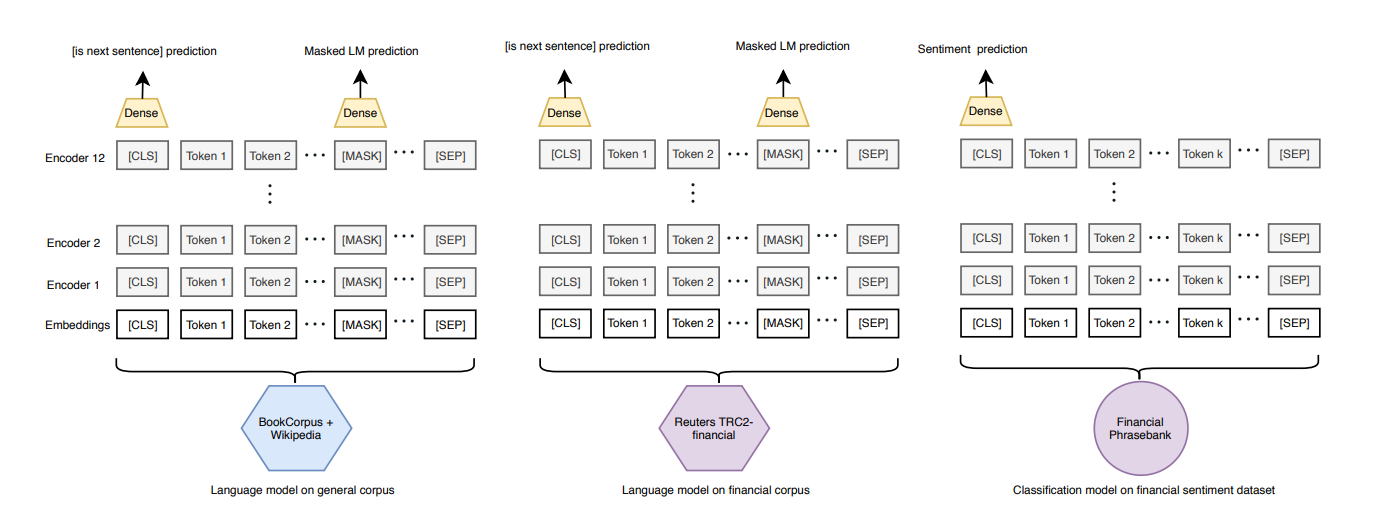 [is next sentence] prediction
Masked LM prediction
[is next sentence] prediction
Masked LM prediction
Sentiment prediction
Dense
Dense
Dense
Dense
Dense
Encoder 12
[CLS] Token 1 Token 2 ••• [MASK] ••• [SEP]
[CLS] Token 1 Token 2 ••• [MASK] ••• [SEP]
[CLS] Token 1 Token 2 ••• Token k ••• [SEP]
Encoder 2
[CLS] Token 1 Token 2 ••• [MASK] ••• [SEP]
[CLS] Token 1 Token 2 ••• [MASK] ••• [SEP]
[CLS] Token 1 Token 2 ••• Token k ••• [SEP]
Encoder 1
[CLS] Token 1 Token 2 ••• [MASK] ••• [SEP]
[CLS] Token 1 Token 2 ••• [MASK] ••• [SEP]
[CLS] Token 1 Token 2 ••• Token k ••• [SEP]
Embeddings
[CLS] Token 1 Token 2 ••• [MASK] ••• [SEP]
[CLS] Token 1 Token 2 ••• [MASK] ••• [SEP]
[CLS] Token 1 Token 2 ••• Token k ••• [SEP]
BookCorpus +
Wikipedia
Reuters TRC2-
financial
Financial
Phrasebank
Language model on general corpus
Language model on financial corpus
Classification model on financial sentiment dataset